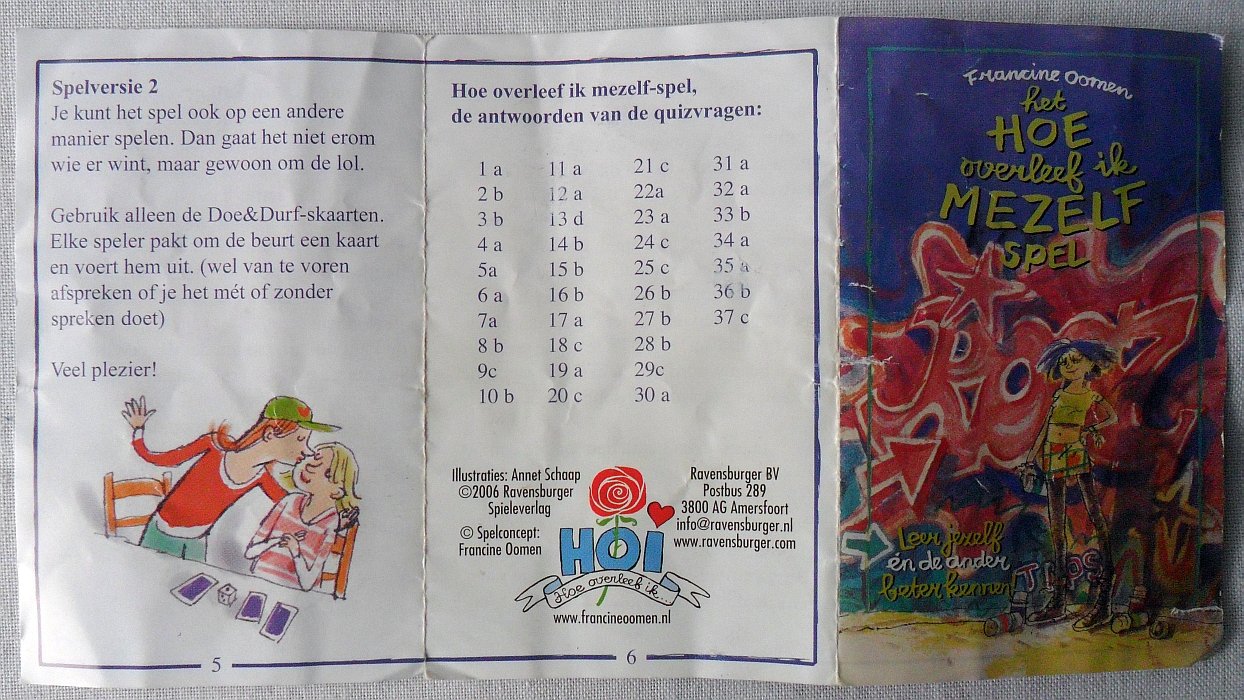 Spelversie 2
Je kunt het spel ook op een andere
manier spelen. Dan gaat het niet erom
wie er wint, maar gewoon om de lol.
Gebruik alleen de Doe&Durf-skaarten.
Elke speler pakt om de beurt een kaart
en voert hem uit. (wel van te voren
afspreken of je het mét of zonder
spreken doet)
Veel plezier!
5
Hoe overleef ik mezelf-spel,
de antwoorden van de quizvragen:
1 a 11 a 21 c 31 a
2 b 12 a 22a 32 a
3 b 13 d 23 a 33 b
4 a 14 b 24 c 34 a
5a 15 b 25 c 35 a
6 a 16 b 26 b 36 b
7a 17 a 27 b 37 c
8 b 18 c 28 b
9c 19 a 29c
10 b 20 c 30 a
Illustraties: Annet Schaap
©2006 Ravensburger
Spieleverlag
© Spelconcept:
Francine Oomen
HOI
Hoe overleef ik...
www.francineoomen.nl
Ravensburger BV
Postbus 289
3800 AG Amersfoort
info@ravensburger.nl
www.ravensburger.com
6
Francine Oomen
het
HOE
overleef ik
MEZELF
SPEL
Leer jezelf
én de ander
beter kennen
TIPS